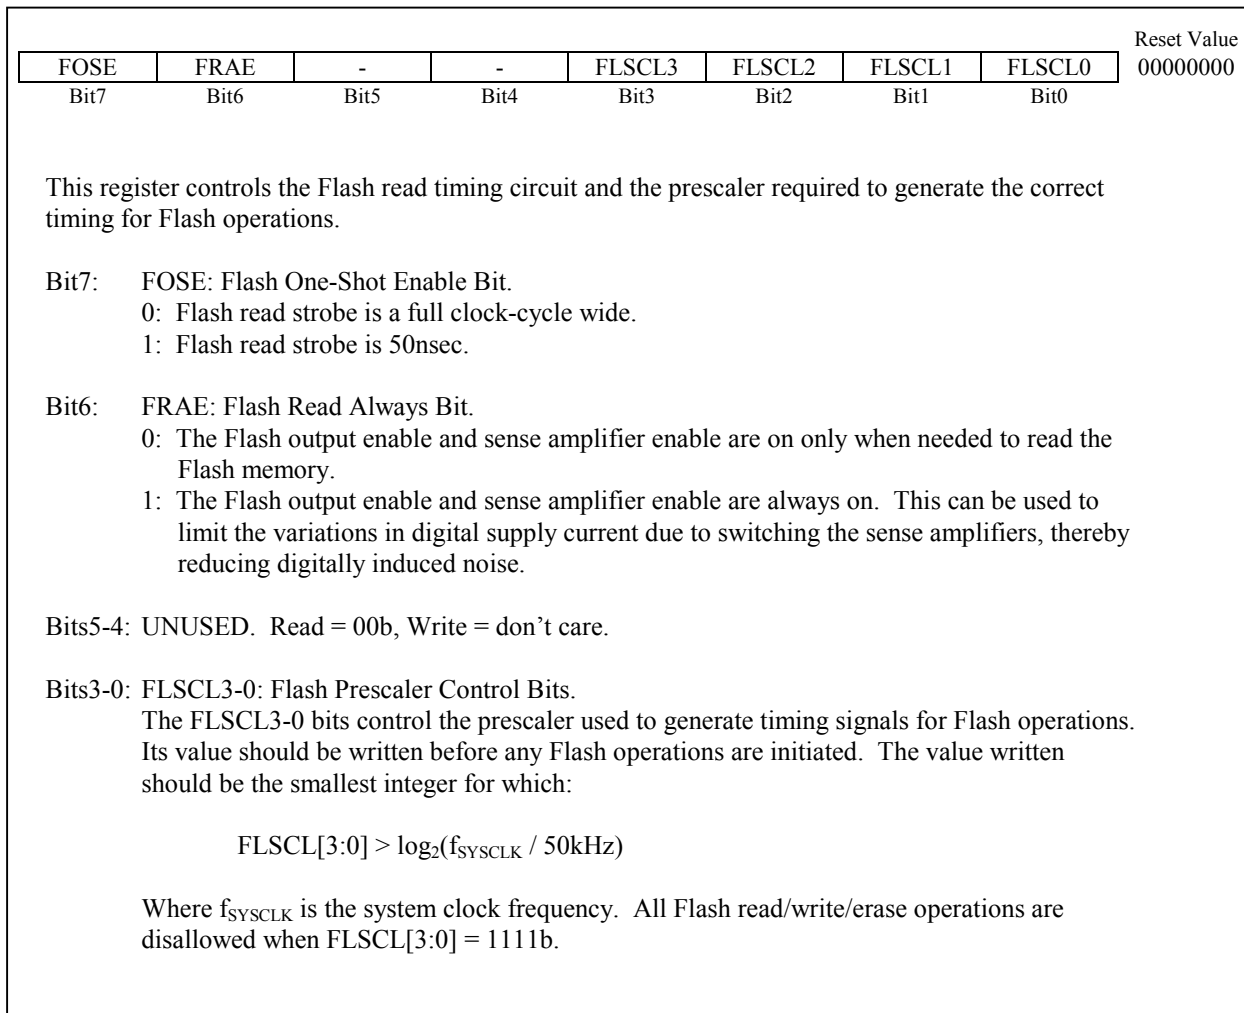 Reset Value
FOSE FRAE - - FLSCL3 FLSCL2 FLSCL1 FLSCL0 00000000
Bit7 Bit6 Bit5 Bit4 Bit3 Bit2 Bit1 Bit0
This register controls the Flash read timing circuit and the prescaler required to generate the correct
timing for Flash operations.
Bit7: FOSE: Flash One-Shot Enable Bit.
0: Flash read strobe is a full clock-cycle wide.
1: Flash read strobe is 50nsec.
Bit6: FRAE: Flash Read Always Bit.
0: The Flash output enable and sense amplifier enable are on only when needed to read the
Flash memory.
1: The Flash output enable and sense amplifier enable are always on. This can be used to
limit the variations in digital supply current due to switching the sense amplifiers, thereby
reducing digitally induced noise.
Bits5-4: UNUSED. Read = 00b, Write = don’t care.
Bits3-0: FLSCL3-0: Flash Prescaler Control Bits.
The FLSCL3-0 bits control the prescaler used to generate timing signals for Flash operations.
Its value should be written before any Flash operations are initiated. The value written
should be the smallest integer for which:
FLSCL[3:0] > log₂(fSYSCLK / 50kHz)
Where fSYSCLK is the system clock frequency. All Flash read/write/erase operations are
disallowed when FLSCL[3:0] = 1111b.